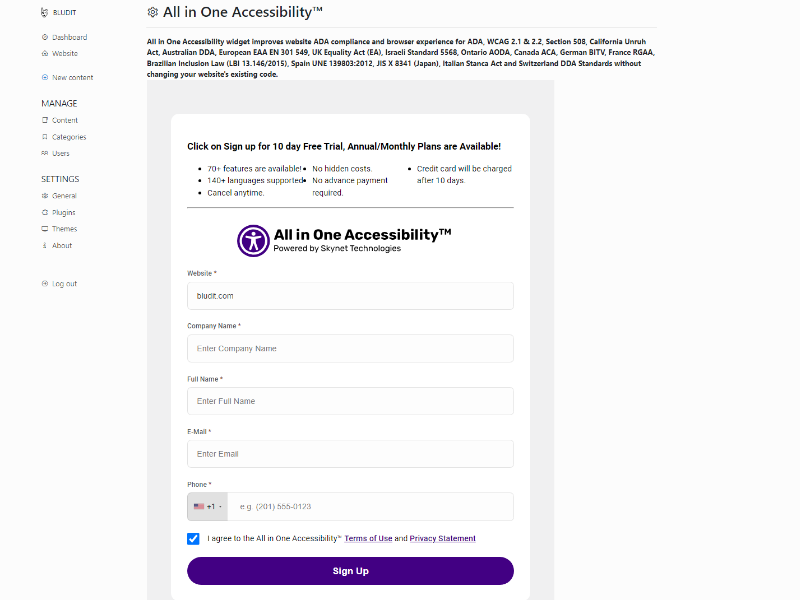 BLUDIT
Dashboard
Website
New content
MANAGE
Content
Categories
Users
SETTINGS
General
Plugins
Themes
About
Log out
All in One Accessibility™
All in One Accessibility widget improves website ADA compliance and browser experience for ADA, WCAG 2.1 & 2.2, Section 508, California Unruh
Act, Australian DDA, European EAA EN 301 549, UK Equality Act (EA), Israeli Standard 5568, Ontario AODA, Canada ACA, German BITV, France RGAA,
Brazilian Inclusion Law (LBI 13.146/2015), Spain UNE 139803:2012, JIS X 8341 (Japan), Italian Stanca Act and Switzerland DDA Standards without
changing your website's existing code.
Click on Sign up for 10 day Free Trial, Annual/Monthly Plans are Available!
• 70+ features are available!
• 140+ languages supported
• Cancel anytime.
• No hidden costs.
• No advance payment
required.
• Credit card will be charged
after 10 days.
All in One Accessibility™
Powered by Skynet Technologies
Website *
bludit.com
Company Name *
Enter Company Name
Full Name *
Enter Full Name
E-Mail *
Enter Email
Phone *
+1 e.g. (201) 555-0123
I agree to the All in One Accessibility™ Terms of Use and Privacy Statement
Sign Up